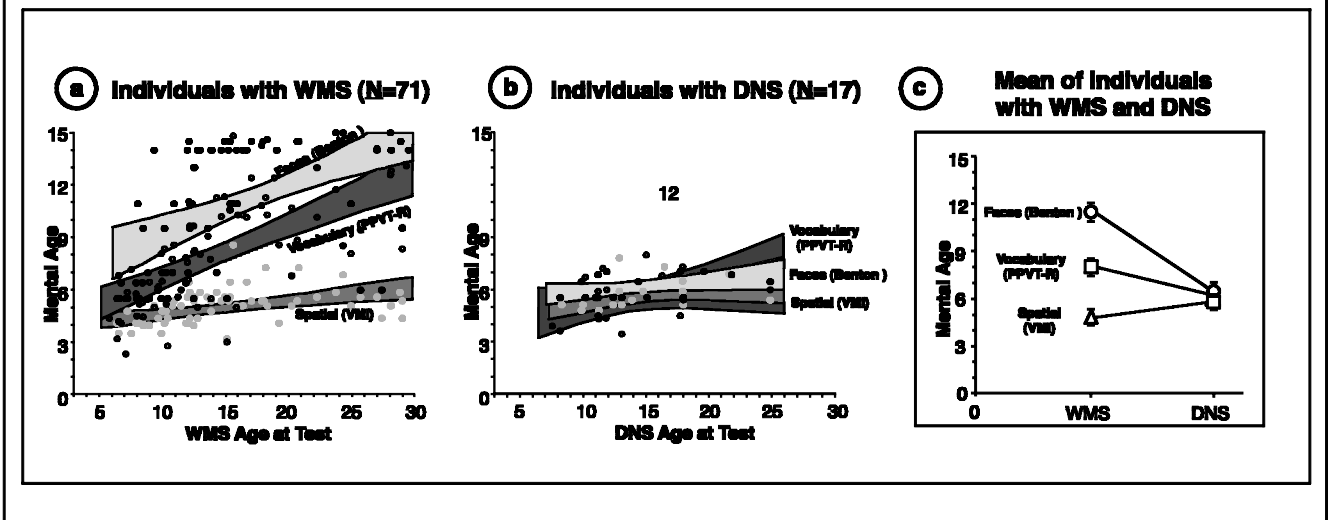 a Individuals with WMS (N=71)
Mental Age
15
12
9
6
3
0
Faces (Benton)
Vocabulary (PPVT-R)
Spatial (VMI)
5 10 15 20 25 30
WMS Age at Test
b Individuals with DNS (N=17)
Mental Age
15
12
9
6
3
0
Vocabulary
(PPVT-R)
Faces (Benton )
Spatial (VMI)
5 10 15 20 25 30
DNS Age at Test
c Mean of Individuals
with WMS and DNS
Mental Age
15
12
9
6
3
0
Faces (Benton )
Vocabulary
(PPVT-R)
Spatial
(VMI)
0 WMS DNS